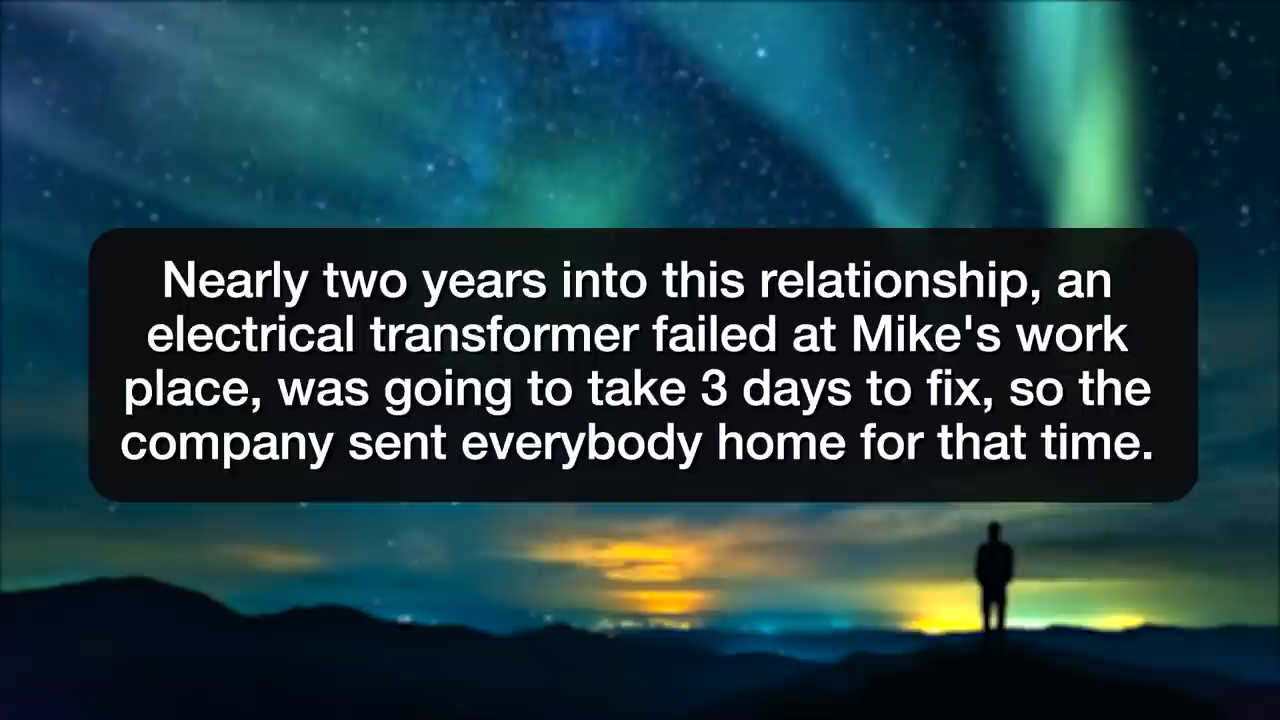 Nearly two years into this relationship, an
electrical transformer failed at Mike's work
place, was going to take 3 days to fix, so the
company sent everybody home for that time.